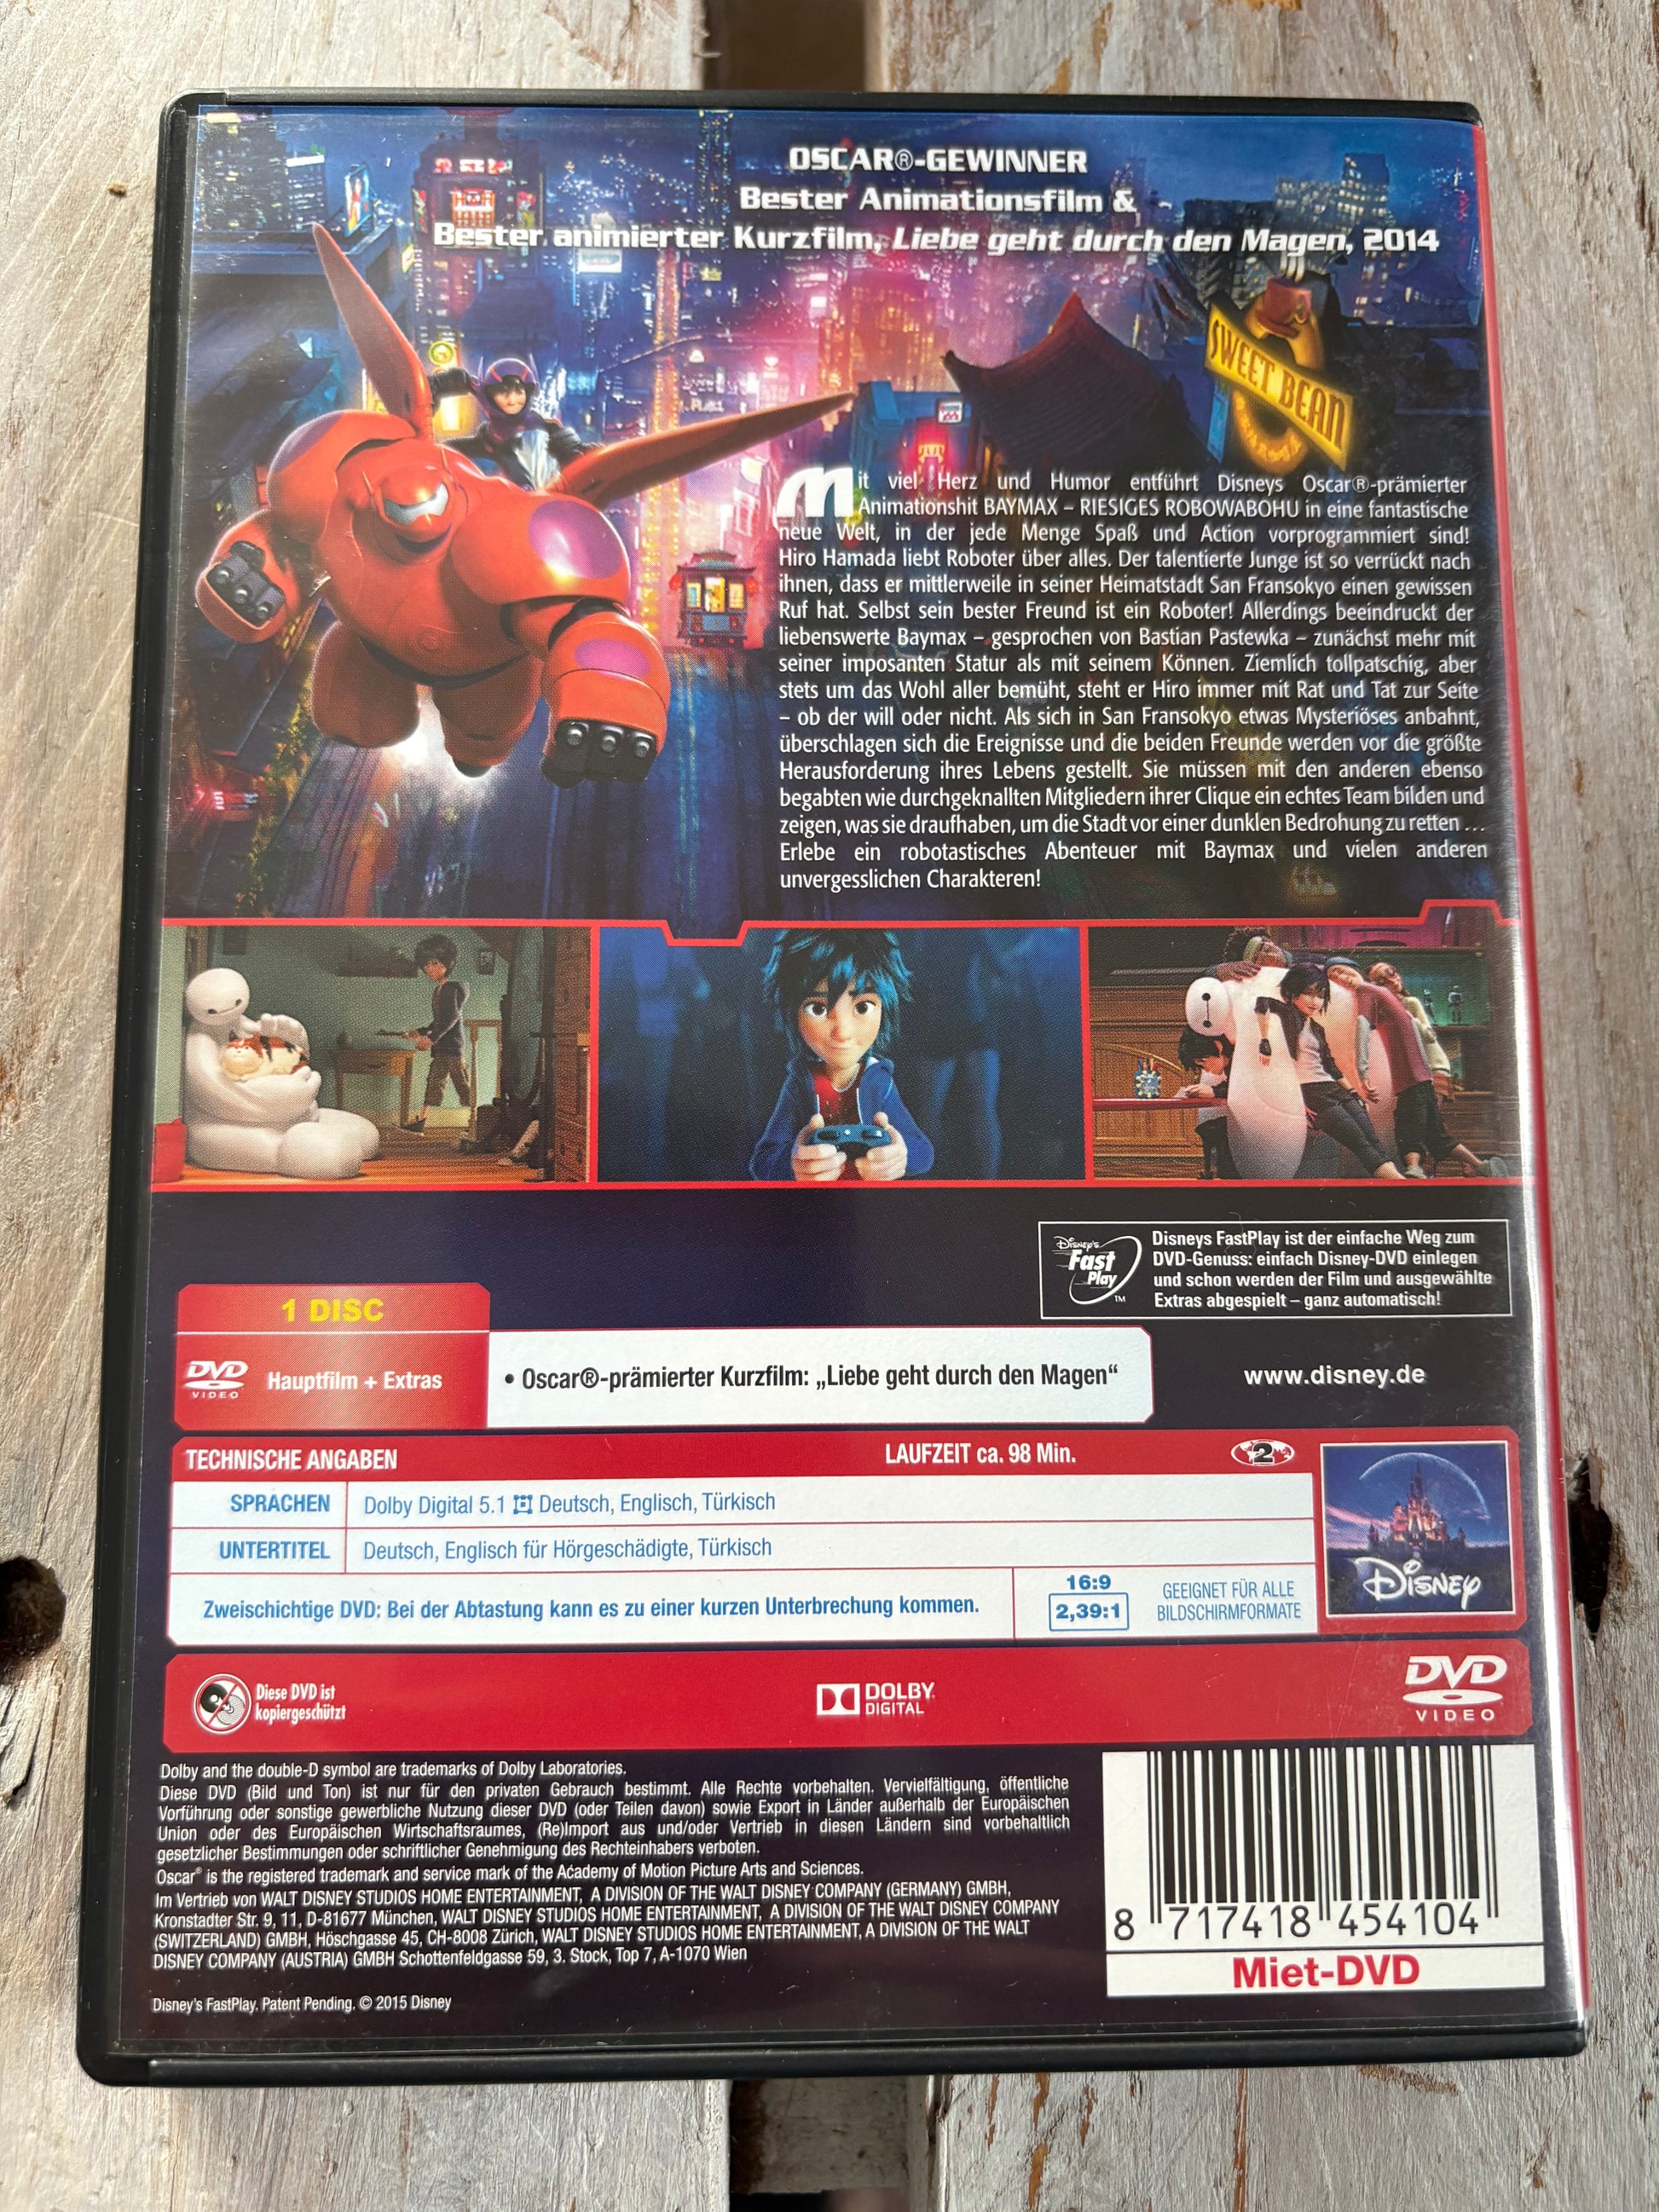 OSCAR®-GEWINNER
Bester Animationsfilm &
Bester animierter Kurzfilm, Liebe geht durch den Magen, 2014
SWEET BEAN
Mit viel Herz und Humor entführt Disneys Oscar®-prämierter
Animationshit BAYMAX – RIESIGES ROBOWABOHU in eine fantastische
neue Welt, in der jede Menge Spaß und Action vorprogrammiert sind!
Hiro Hamada liebt Roboter über alles. Der talentierte Junge ist so verrückt nach
ihnen, dass er mittlerweile in seiner Heimatstadt San Fransokyo einen gewissen
Ruf hat. Selbst sein bester Freund ist ein Roboter! Allerdings beeindruckt der
liebenswerte Baymax – gesprochen von Bastian Pastewka – zunächst mehr mit
seiner imposanten Statur als mit seinem Können. Ziemlich tollpatschig, aber
stets um das Wohl aller bemüht, steht er Hiro immer mit Rat und Tat zur Seite
– ob der will oder nicht. Als sich in San Fransokyo etwas Mysteriöses anbahnt,
überschlagen sich die Ereignisse und die beiden Freunde werden vor die größte
Herausforderung ihres Lebens gestellt. Sie müssen mit den anderen ebenso
begabten wie durchgeknallten Mitgliedern ihrer Clique ein echtes Team bilden und
zeigen, was sie draufhaben, um die Stadt vor einer dunklen Bedrohung zu retten ...
Erlebe ein robotastisches Abenteuer mit Baymax und vielen anderen
unvergesslichen Charakteren!
Disney's
Fast
Play
TM
Disneys FastPlay ist der einfache Weg zum
DVD-Genuss: einfach Disney-DVD einlegen
und schon werden der Film und ausgewählte
Extras abgespielt – ganz automatisch!
1 DISC
DVD
VIDEO
Hauptfilm + Extras
• Oscar®-prämierter Kurzfilm: „Liebe geht durch den Magen“
www.disney.de
TECHNISCHE ANGABEN
LAUFZEIT ca. 98 Min.
2
SPRACHEN
Dolby Digital 5.1 Deutsch, Englisch, Türkisch
UNTERTITEL
Deutsch, Englisch für Hörgeschädigte, Türkisch
Zweischichtige DVD: Bei der Abtastung kann es zu einer kurzen Unterbrechung kommen.
16:9
2,39:1
GEEIGNET FÜR ALLE
BILDSCHIRMFORMATE
Disney
Diese DVD ist
kopiergeschützt
DOLBY
DIGITAL
DVD
VIDEO
Dolby and the double-D symbol are trademarks of Dolby Laboratories.
Diese DVD (Bild und Ton) ist nur für den privaten Gebrauch bestimmt. Alle Rechte vorbehalten. Vervielfältigung, öffentliche
Vorführung oder sonstige gewerbliche Nutzung dieser DVD (oder Teilen davon) sowie Export in Länder außerhalb der Europäischen
Union oder des Europäischen Wirtschaftsraumes, (Re)Import aus und/oder Vertrieb in diesen Ländern sind vorbehaltlich
gesetzlicher Bestimmungen oder schriftlicher Genehmigung des Rechteinhabers verboten.
Oscar® is the registered trademark and service mark of the Academy of Motion Picture Arts and Sciences.
Im Vertrieb von WALT DISNEY STUDIOS HOME ENTERTAINMENT, A DIVISION OF THE WALT DISNEY COMPANY (GERMANY) GMBH,
Kronstadter Str. 9, 11, D-81677 München, WALT DISNEY STUDIOS HOME ENTERTAINMENT, A DIVISION OF THE WALT DISNEY COMPANY
(SWITZERLAND) GMBH, Höschgasse 45, CH-8008 Zürich, WALT DISNEY STUDIOS HOME ENTERTAINMENT, A DIVISION OF THE WALT
DISNEY COMPANY (AUSTRIA) GMBH Schottenfeldgasse 59, 3. Stock, Top 7, A-1070 Wien
Disney's FastPlay. Patent Pending. © 2015 Disney
8 717418 454104
Miet-DVD